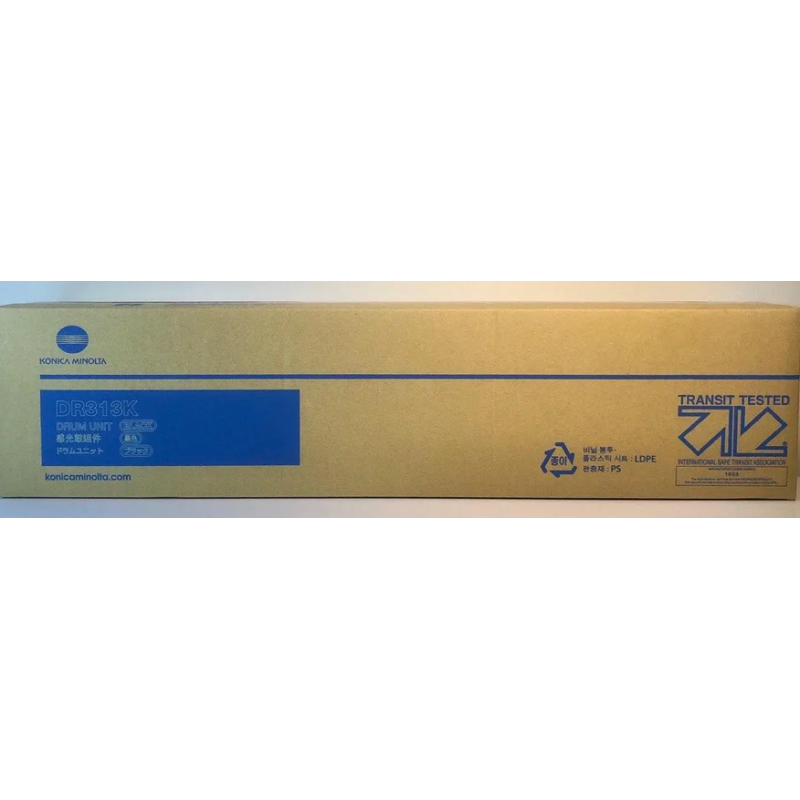 KONICA MINOLTA
DR313K
DRUM UNIT BLACK
感光鼓组件 黑色
ドラムユニット ブラック
konicaminolta.com
종이
비닐 봉투·
플라스틱 시트 : LDPE
완충재 : PS
TRANSIT TESTED
INTERNATIONAL SAFE TRANSIT ASSOCIATION